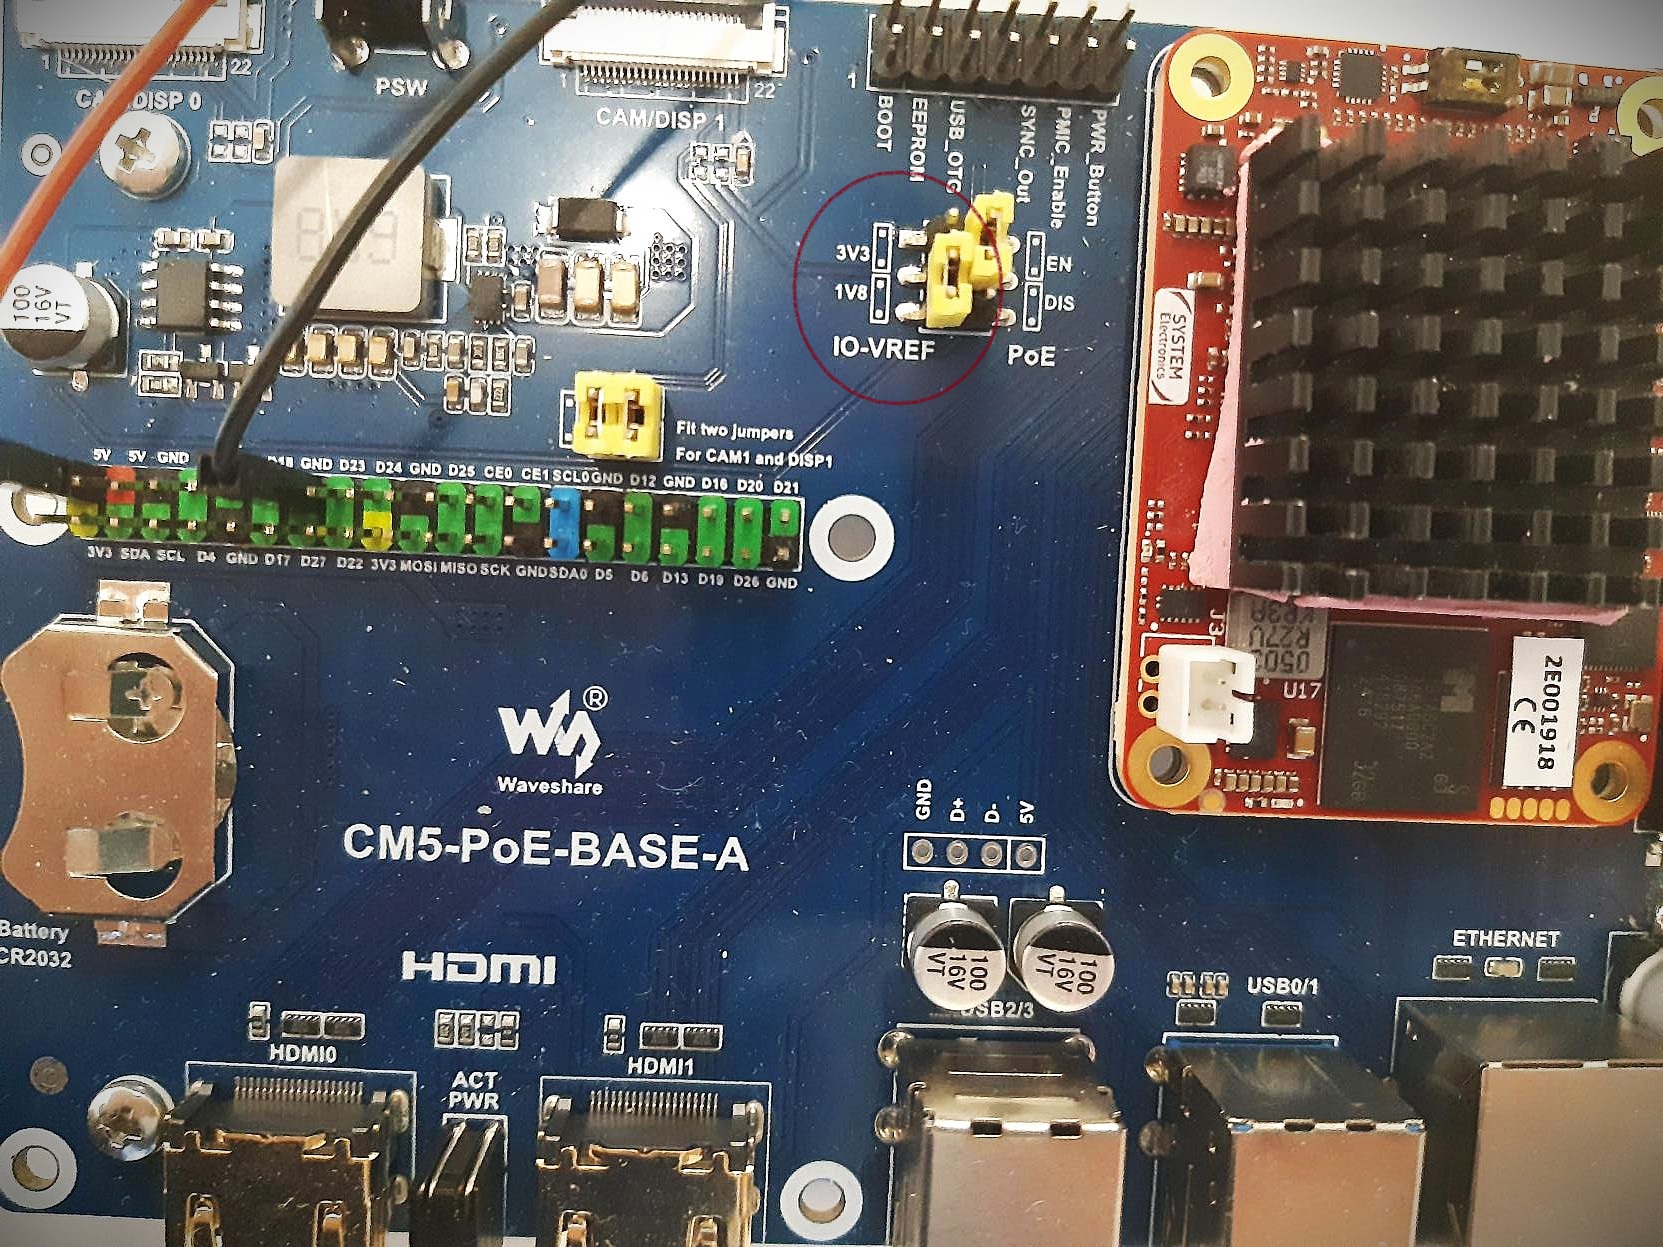 1 22
CAM/DISP 0
PSW
1 22
CAM/DISP 1
1
BOOT
EEPROM
USB_OTG
SYNC_Out
PMIC_Enable
PWR_Button
3V3
1V8
IO-VREF
EN
DIS
PoE
100
16V
VT
SYSTEM
Electronics
Fit two jumpers
For CAM1 and DISP1
5V 5V GND D18 GND D23 D24 GND D25 CE0 CE1 SCL0 GND D12 GND D16 D20 D21
3V3 SDA SCL D4 GND D17 D27 D22 3V3 MOSI MISO SCK GND SDA0 D5 D6 D13 D19 D26 GND
J3
U17
2E001918
CE
®
Waveshare
CM5-PoE-BASE-A
GND
D+
D-
5V
Battery
CR2032
HDMI
100
16V
VT
100
16V
VT
USB2/3
USB0/1
ETHERNET
HDMI0
ACT
PWR
HDMI1